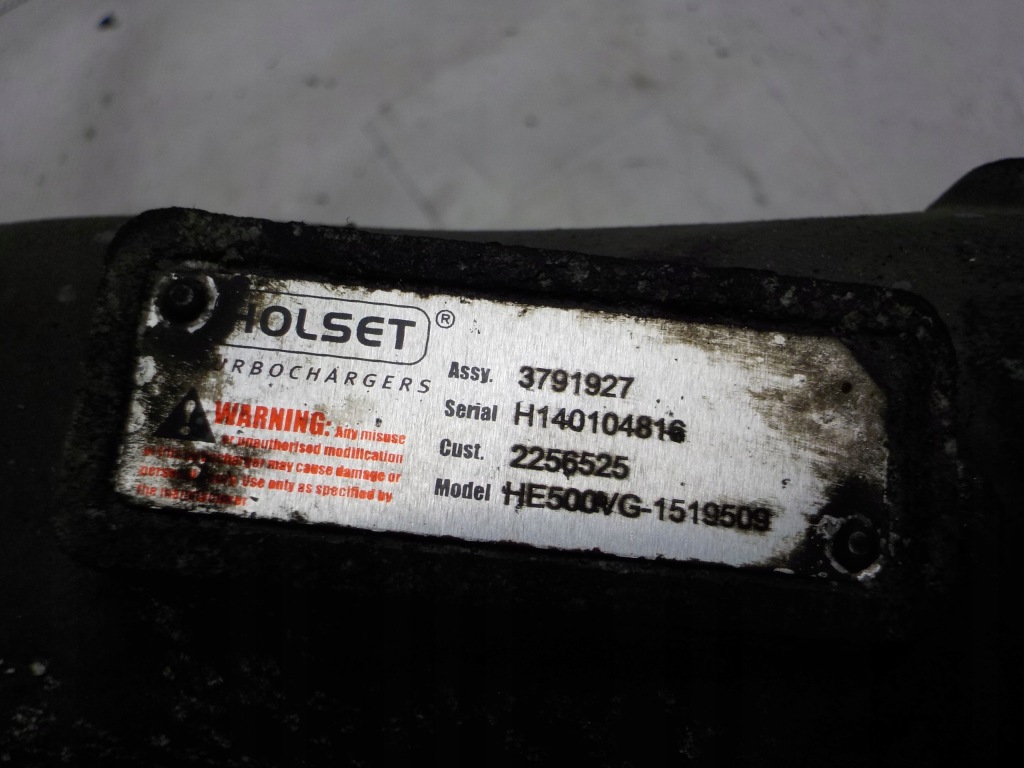 HOLSET®
TURBOCHARGERS
WARNING: Any misuse
or unauthorised modification
may cause damage or
Use only as specified by
the manufacturer
Assy. 3791927
Serial H140104816
Cust. 2256525
Model HE500VG-1519509